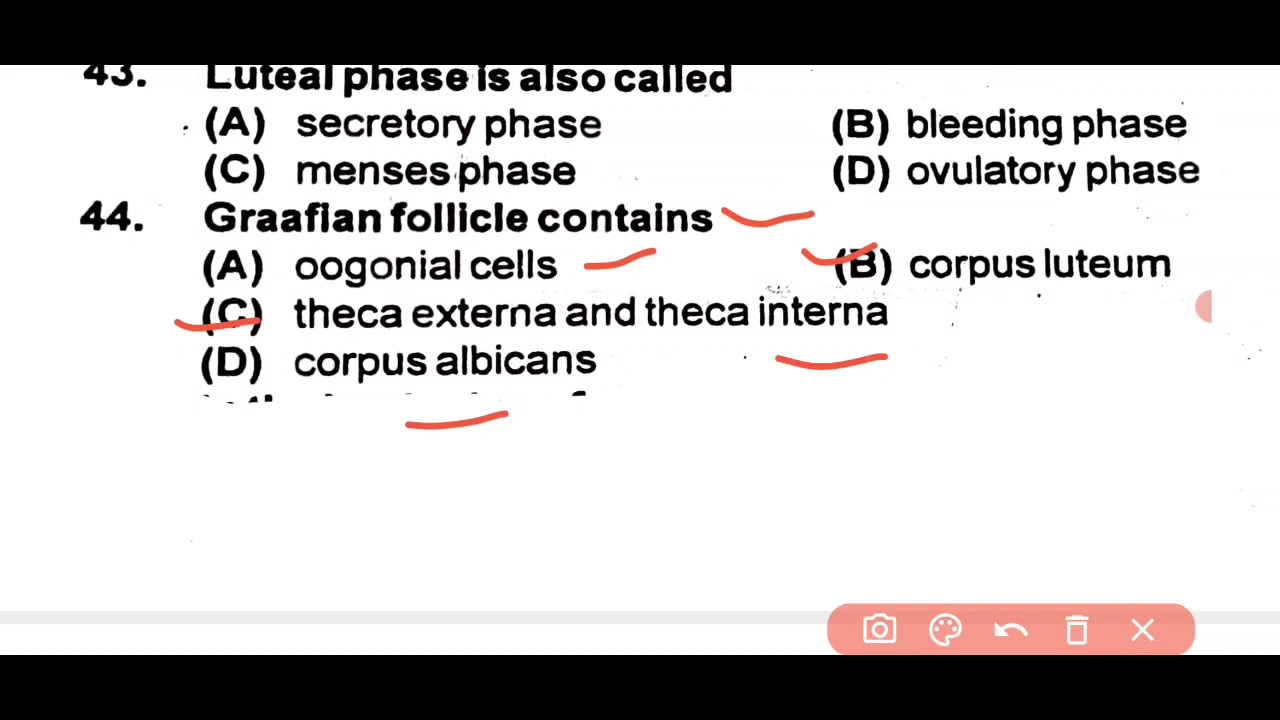 43. Luteal phase is also called
(A) secretory phase (B) bleeding phase
(C) menses phase (D) ovulatory phase
44. Graafian follicle contains
(A) oogonial cells (B) corpus luteum
(C) theca externa and theca interna
(D) corpus albicans